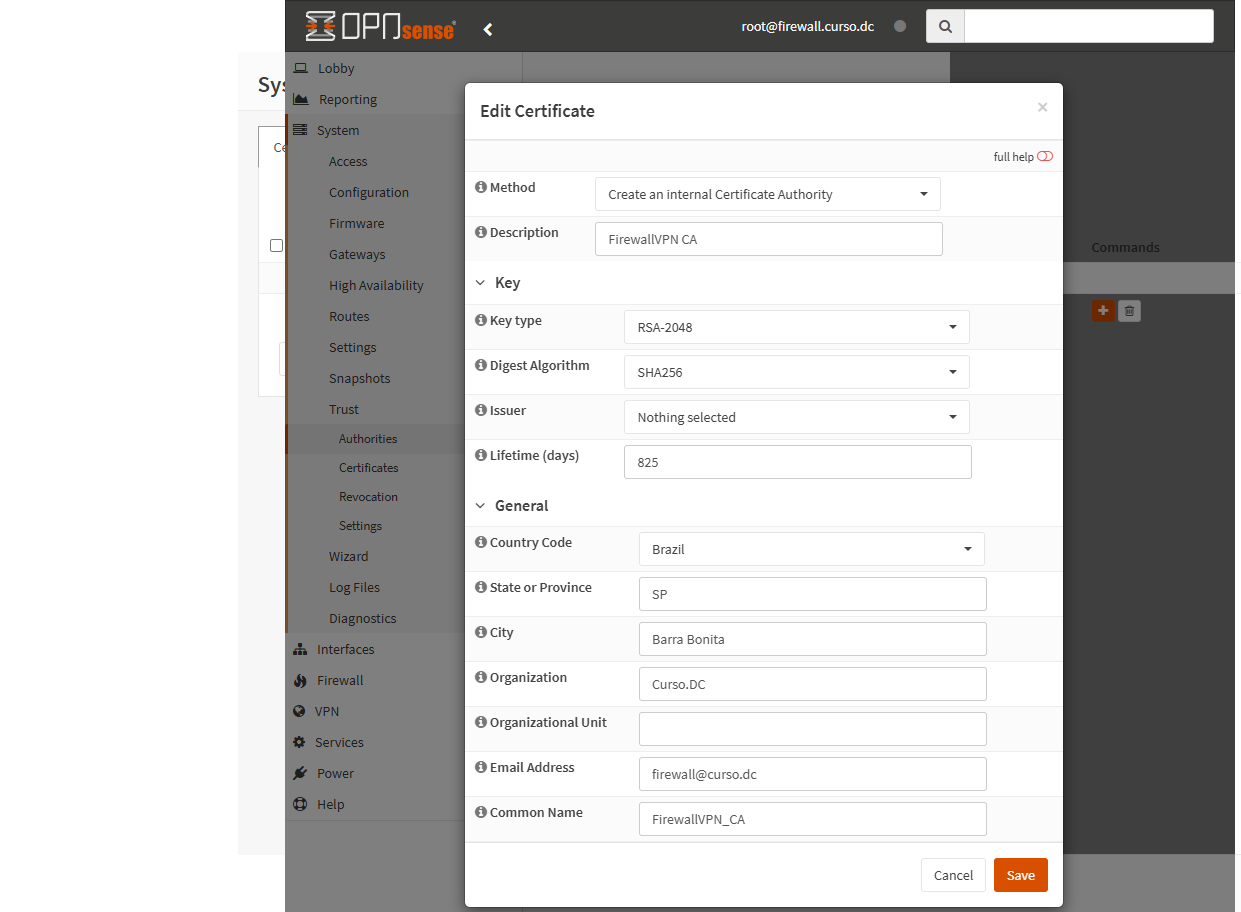 OPNsense
root@firewall.curso.dc
Lobby
Reporting
System
Access
Configuration
Firmware
Gateways
High Availability
Routes
Settings
Snapshots
Trust
Authorities
Certificates
Revocation
Settings
Wizard
Log Files
Diagnostics
Interfaces
Firewall
VPN
Services
Power
Help
Edit Certificate
×
full help
Method
Create an internal Certificate Authority
Description
FirewallVPN CA
Key
Key type
RSA-2048
Digest Algorithm
SHA256
Issuer
Nothing selected
Lifetime (days)
825
General
Country Code
Brazil
State or Province
SP
City
Barra Bonita
Organization
Curso.DC
Organizational Unit
Email Address
firewall@curso.dc
Common Name
FirewallVPN_CA
Cancel
Save
Commands